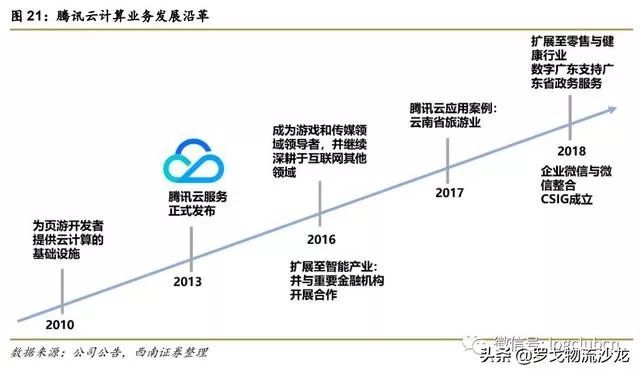 图 21：腾讯云计算业务发展沿革
为页游开发者
提供云计算的
基础设施
2010
腾讯云服务
正式发布
2013
成为游戏和传媒领
域领导者，并继续
深耕于互联网其他
领域
2016
扩展至智能产业：
并与重要金融机构
开展合作
腾讯云应用案例：
云南省旅游业
2017
扩展至零售与健
康行业
数字广东支持广
东省政务服务
2018
企业微信与微
信整合
CSIG成立
数据来源：公司公告，西南证券整理
微信号: logclubcn
头条 @罗戈物流沙龙